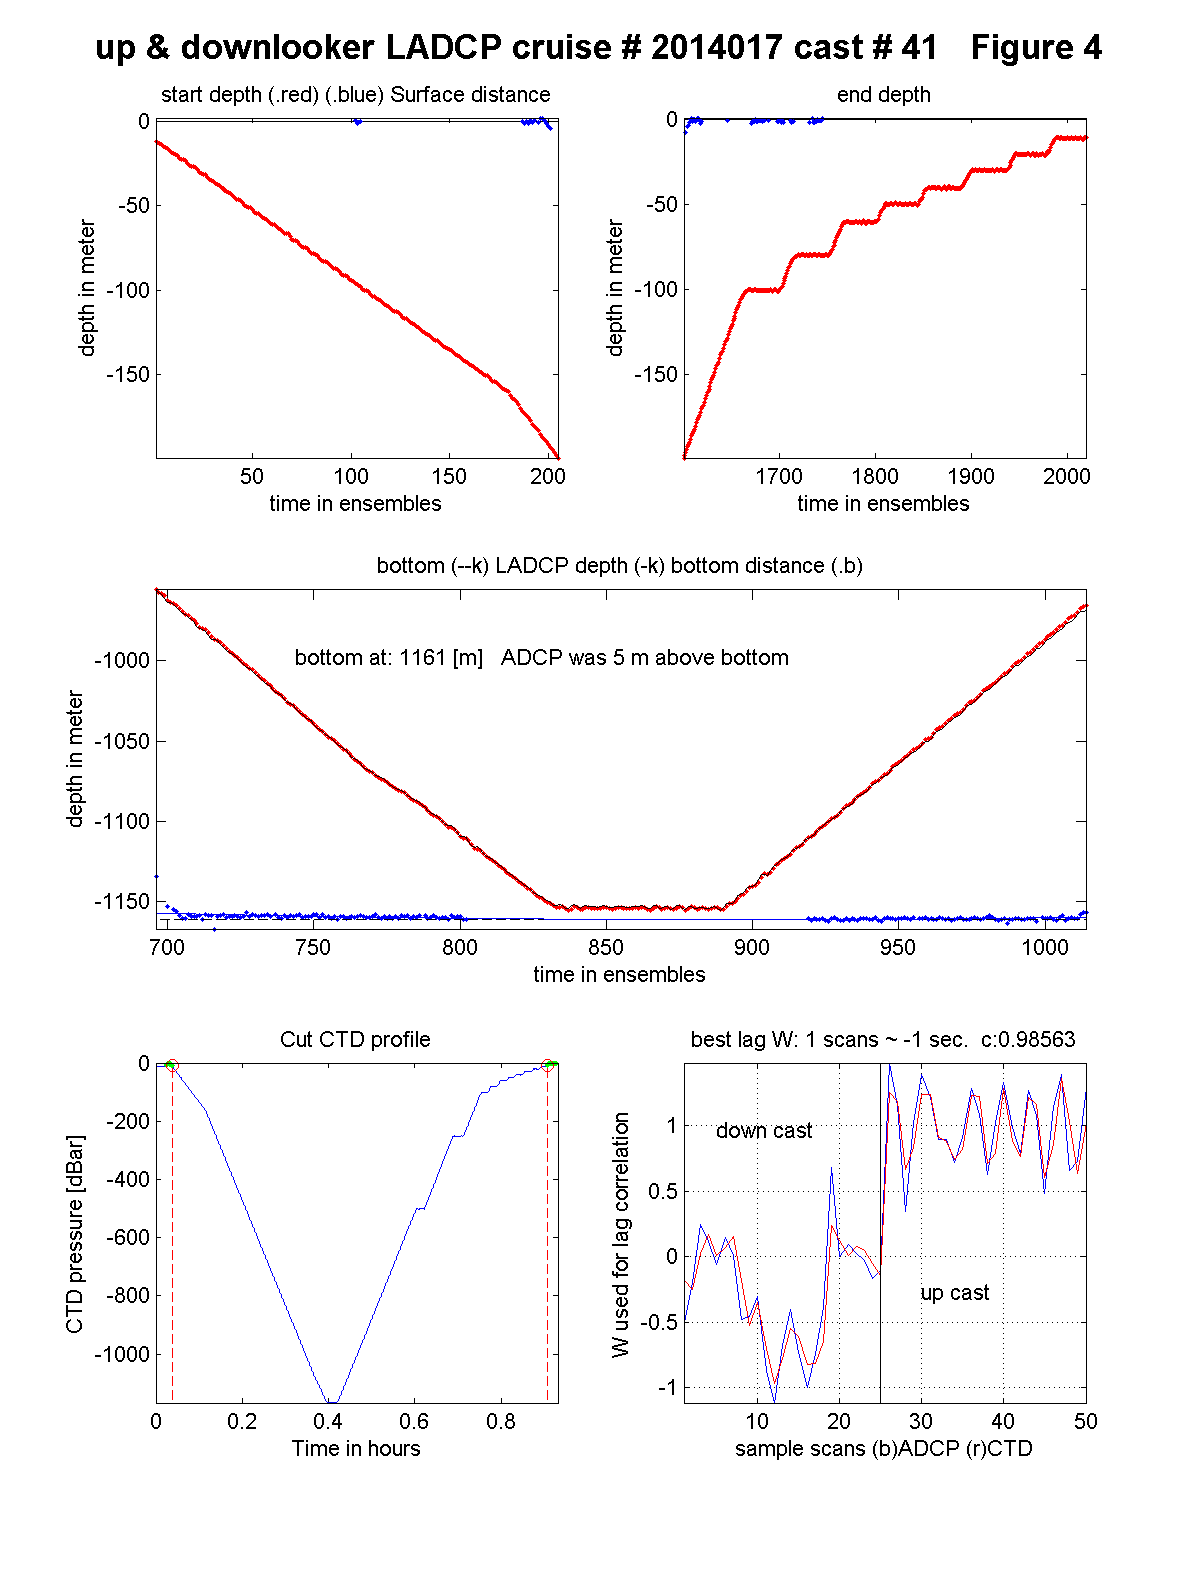 up & downlooker LADCP cruise # 2014017 cast # 41   Figure 4
start depth (.red) (.blue) Surface distance
0
-50
-100
-150
depth in meter
50 100 150 200
time in ensembles
end depth
0
-50
-100
-150
depth in meter
1700 1800 1900 2000
time in ensembles
bottom (--k) LADCP depth (-k) bottom distance (.b)
bottom at: 1161 [m]   ADCP was 5 m above bottom
-1000
-1050
-1100
-1150
depth in meter
700 750 800 850 900 950 1000
time in ensembles
Cut CTD profile
0
-200
-400
-600
-800
-1000
CTD pressure [dBar]
0 0.2 0.4 0.6 0.8
Time in hours
best lag W: 1 scans ~ -1 sec.  c:0.98563
down cast
up cast
1
0.5
0
-0.5
-1
W used for lag correlation
10 20 30 40 50
sample scans (b)ADCP (r)CTD